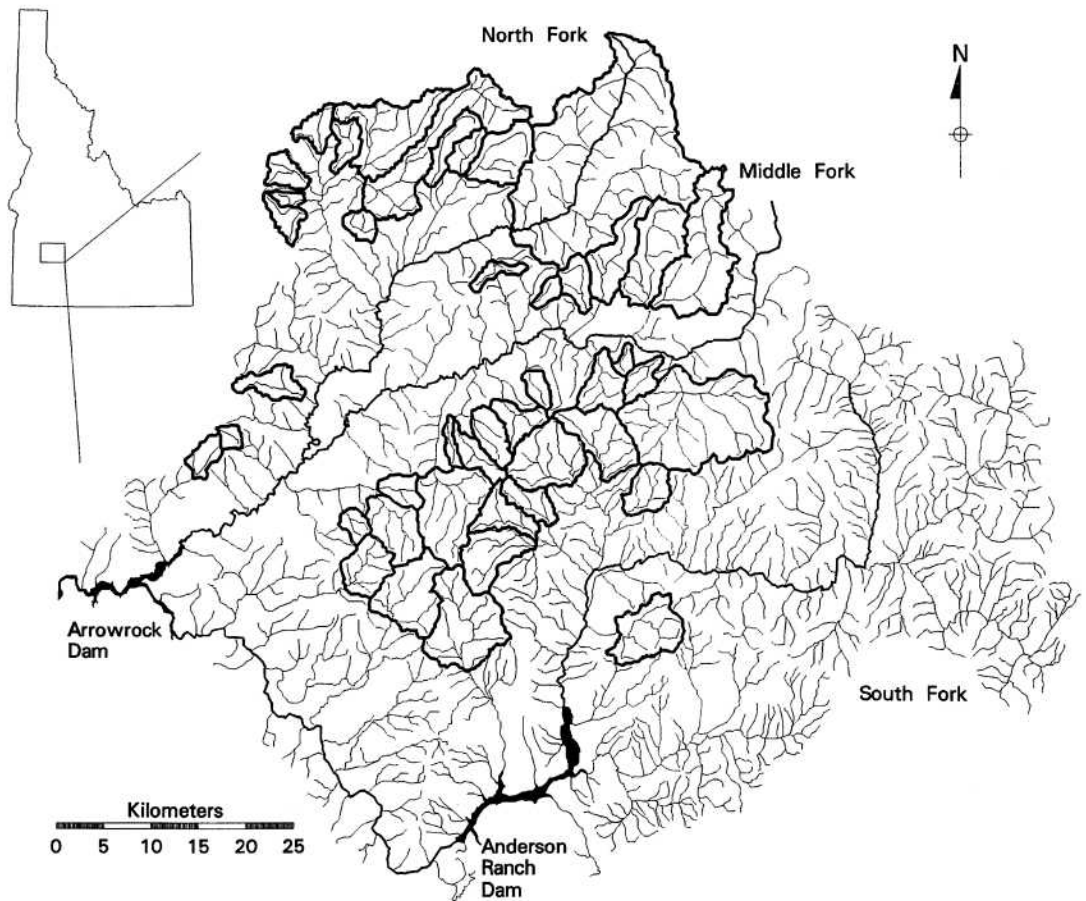 North Fork
N
Middle Fork
Arrowrock
Dam
South Fork
Kilometers
0 5 10 15 20 25
Anderson
Ranch
Dam